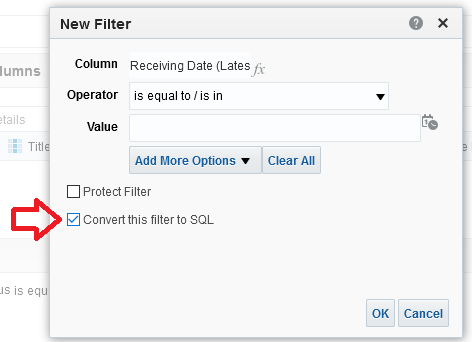 New Filter
lumns
Column
Receiving Date (Lates
fx
Operator
is equal to / is in
etails
Value
Title
Add More Options
Clear All
Protect Filter
Convert this filter to SQL
us is equ
OK
Cancel